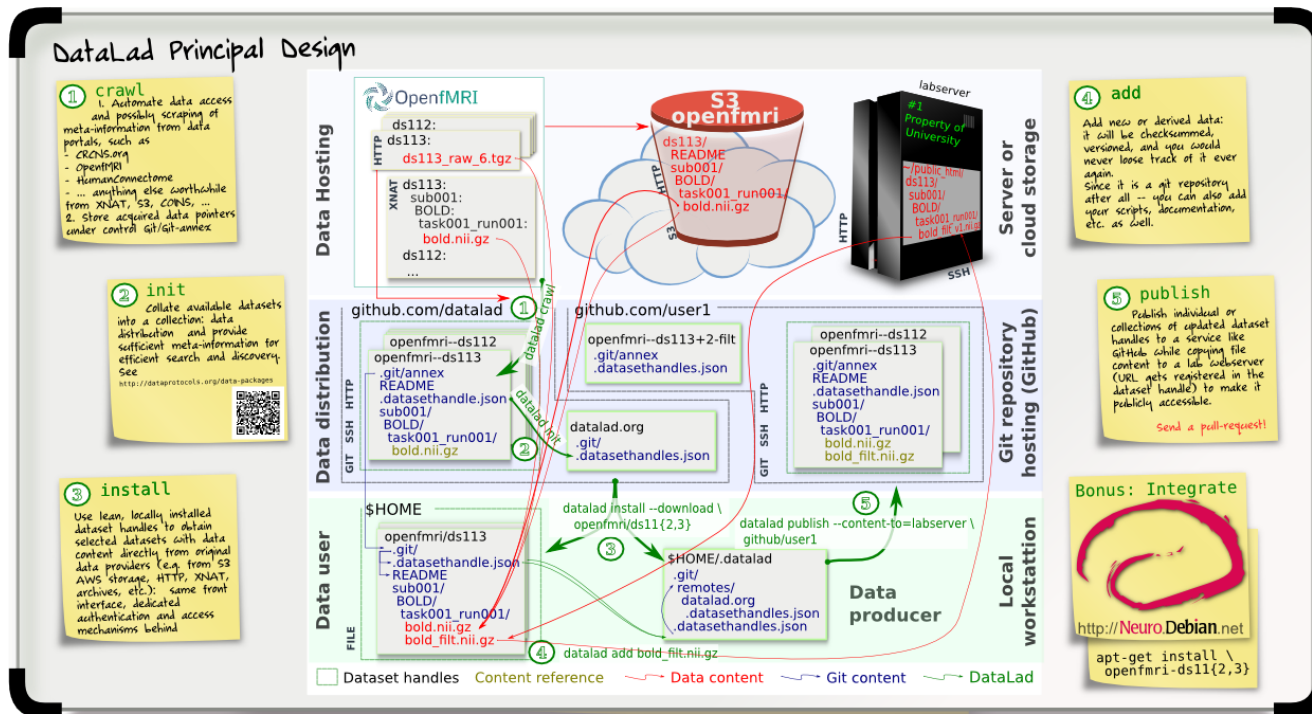 DataLad Principal Design
1 crawl
1. Automate data access
and possibly scraping of
meta-information from data
portals, such as
- CRCNS.org
- OpenfMRI
- HumanConnectome
- ... anything else worthwhile
from XNAT, S3, COINS, ...
2. Store acquired data pointers
under control Git/Git-annex
2 init
Collate available datasets
into a collection: data
distribution and provide
sufficient meta-information for
efficient search and discovery.
See
http://dataprotocols.org/data-packages
3 install
Use lean, locally installed
dataset handles to obtain
selected datasets with data
content directly from original
data providers (e.g. from S3
AWS storage, HTTP, XNAT,
archives, etc.): same front
interface, dedicated
authentication and access
mechanisms behind
Data Hosting
OpenfMRI
HTTP
ds112:
ds113:
ds113_raw_6.tgz
XNAT
ds113:
sub001:
BOLD:
task001_run001:
bold.nii.gz
ds112:
...
S3
openfmri
ds113/
README
sub001/
BOLD/
task001_run001/
bold.nii.gz
HTTP
S3
labserver
#1
Property of
University
~/public_html/
ds113/
sub001/
BOLD/
task001_run001/
bold_filt_v1.nii.gz
HTTP
SSH
Server or
cloud storage
Data distribution
github.com/datalad
1
datalad crawl
openfmri--ds112
openfmri--ds113
.git/annex
README
.datasethandle.json
sub001/
BOLD/
task001_run001/
bold.nii.gz
GIT SSH HTTP
datalad init
2
datalad.org
.git/
.datasethandles.json
github.com/user1
openfmri--ds113+2-filt
.git/annex
.datasethandles.json
GIT SSH HTTP
openfmri--ds112
openfmri--ds113
.git/annex
README
.datasethandle.json
sub001/
BOLD/
task001_run001/
bold.nii.gz
bold_filt.nii.gz
Git repository
hosting (GitHub)
Data user
$HOME
openfmri/ds113
.git/
.datasethandle.json
README
sub001/
BOLD/
task001_run001/
bold.nii.gz
bold_filt.nii.gz
FILE
datalad install --download \
openfmri/ds11{2,3}
3
4
datalad add bold_filt.nii.gz
5
datalad publish --content-to=labserver \
github/user1
$HOME/.datalad
.git/
remotes/
datalad.org
.datasethandles.json
.datasethandles.json
Data
producer
Local
workstattion
Dataset handles
Content reference
Data content
Git content
DataLad
4 add
Add new or derived data:
it will be checksummed,
versioned, and you would
never loose track of it ever
again.
Since it is a git repository
after all -- you can also add
your scripts, documentation,
etc. as well.
5 publish
Publish individual or
collections of updated dataset
handles to a service like
GitHub while copying file
content to a lab webserver
(URL gets registered in the
dataset handle) to make it
publicly accessible.
Send a pull-request!
Bonus: Integrate
http://Neuro.Debian.net
apt-get install \
openfmri-ds11{2,3}